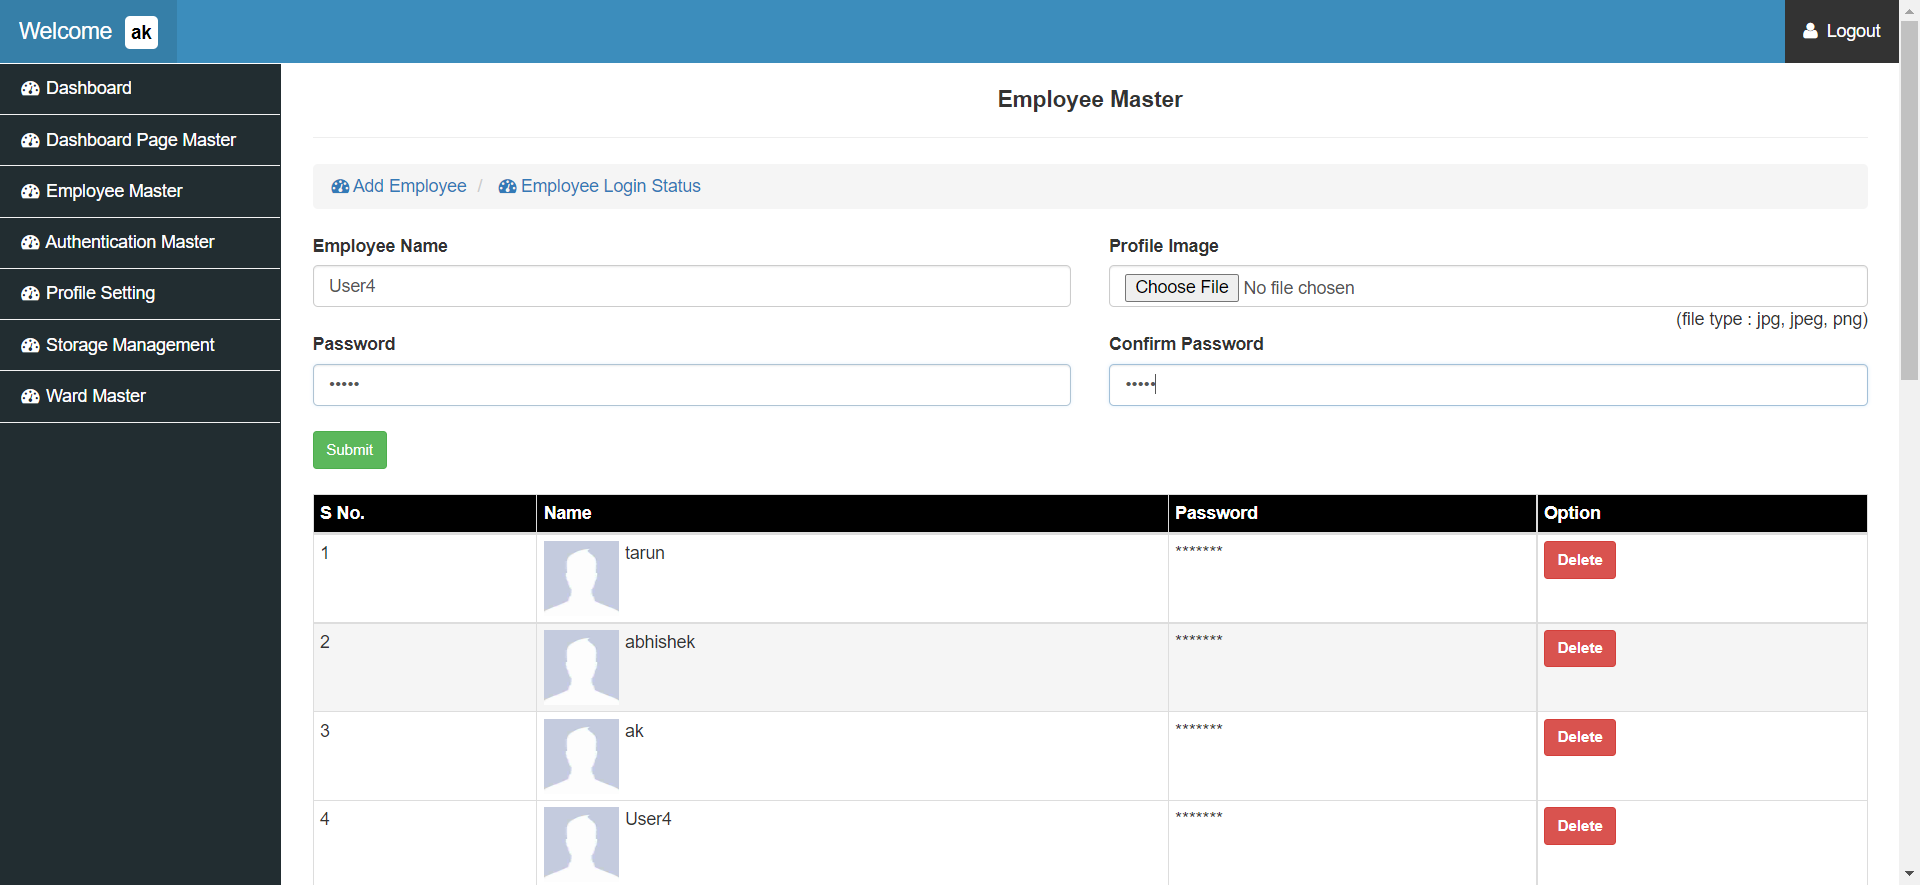 Welcome ak
Logout
Dashboard
Dashboard Page Master
Employee Master
Authentication Master
Profile Setting
Storage Management
Ward Master
Employee Master
Add Employee / Employee Login Status
Employee Name
User4
Profile Image
Choose File No file chosen
(file type : jpg, jpeg, png)
Password
•••••
Confirm Password
•••••
Submit
S No. Name Password Option
1 tarun ******* Delete
2 abhishek ******* Delete
3 ak ******* Delete
4 User4 ******* Delete